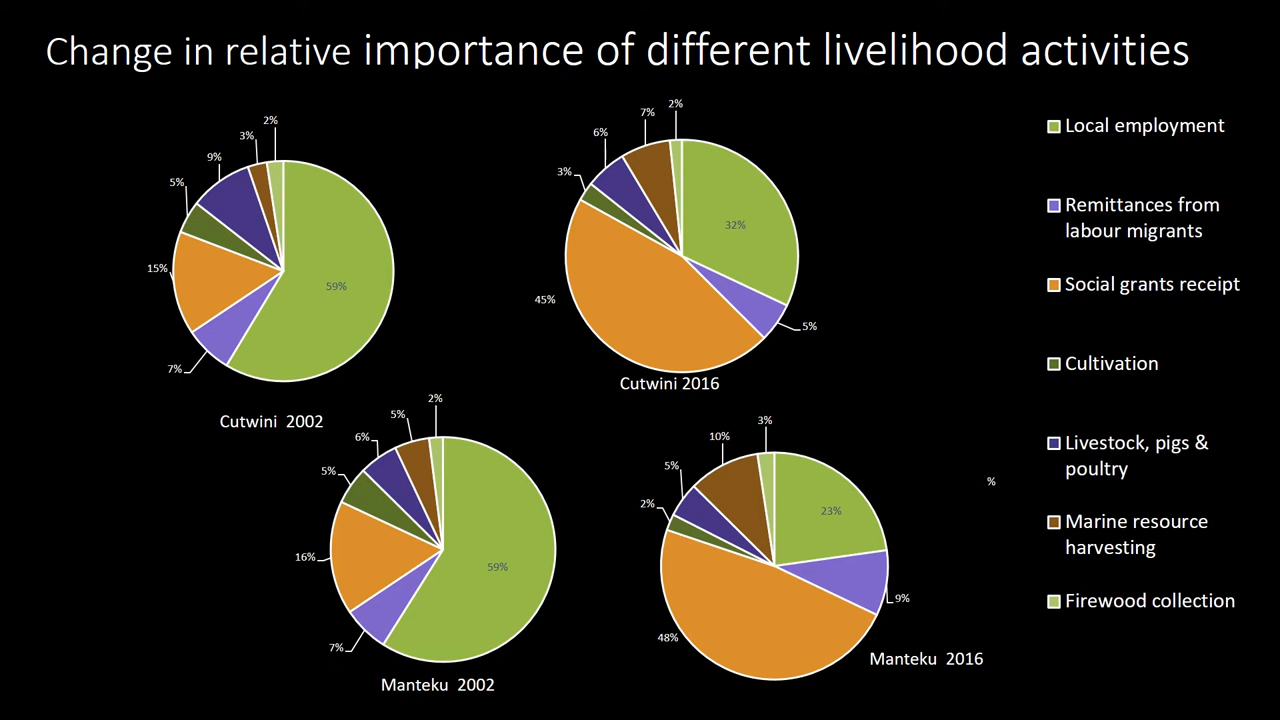 Change in relative importance of different livelihood activities
2%
3%
9%
5%
15%
7%
59%
Cutwini  2002
2%
7%
6%
3%
45%
32%
5%
Cutwini 2016
2%
5%
6%
5%
16%
7%
59%
Manteku  2002
3%
10%
5%
2%
48%
23%
9%
Manteku  2016
%
Local employment
Remittances from
labour migrants
Social grants receipt
Cultivation
Livestock, pigs &
poultry
Marine resource
harvesting
Firewood collection